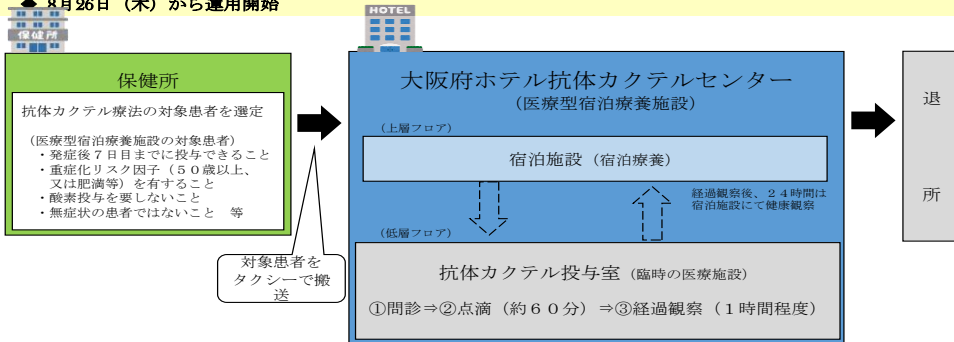 ◆ 8月26日（木）から運用開始
保健所
HOTEL
保健所
抗体カクテル療法の対象患者を選定
（医療型宿泊療養施設の対象患者）
・発症後７日目までに投与できること
・重症化リスク因子（５０歳以上、
又は肥満等）を有すること
・酸素投与を要しないこと
・無症状の患者ではないこと　等
対象患者を
タクシーで搬
送
大阪府ホテル抗体カクテルセンター
（医療型宿泊療養施設）
（上層フロア）
宿泊施設（宿泊療養）
経過観察後、２４時間は
宿泊施設にて健康観察
（低層フロア）
抗体カクテル投与室（臨時の医療施設）
①問診⇒②点滴（約６０分）⇒③経過観察（１時間程度）
退
所